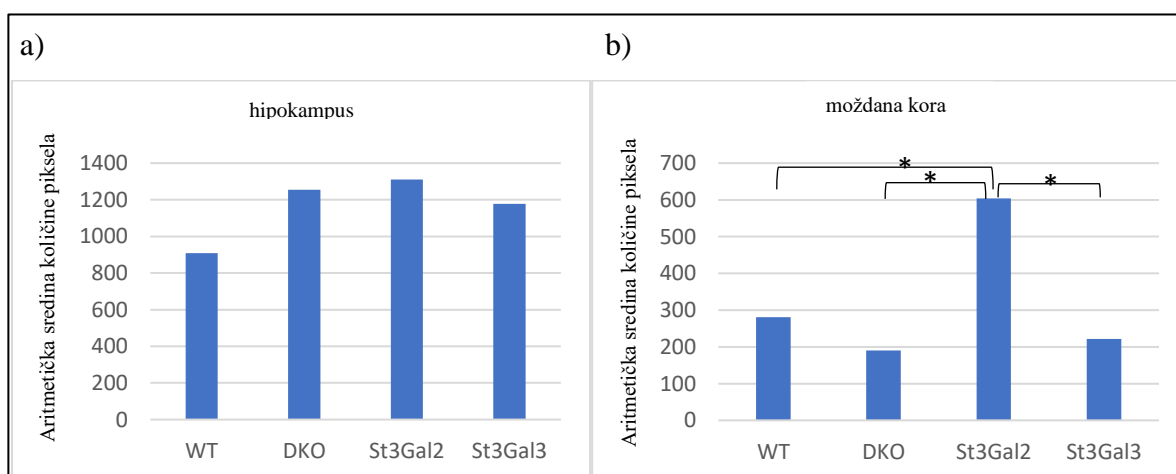 a)
hipokampus
Aritmetička sredina količine piksela
1400
1200
1000
800
600
400
200
0
WT DKO St3Gal2 St3Gal3
b)
moždana kora
Aritmetička sredina količine piksela
700
600
500
400
300
200
100
0
* * *
WT DKO St3Gal2 St3Gal3